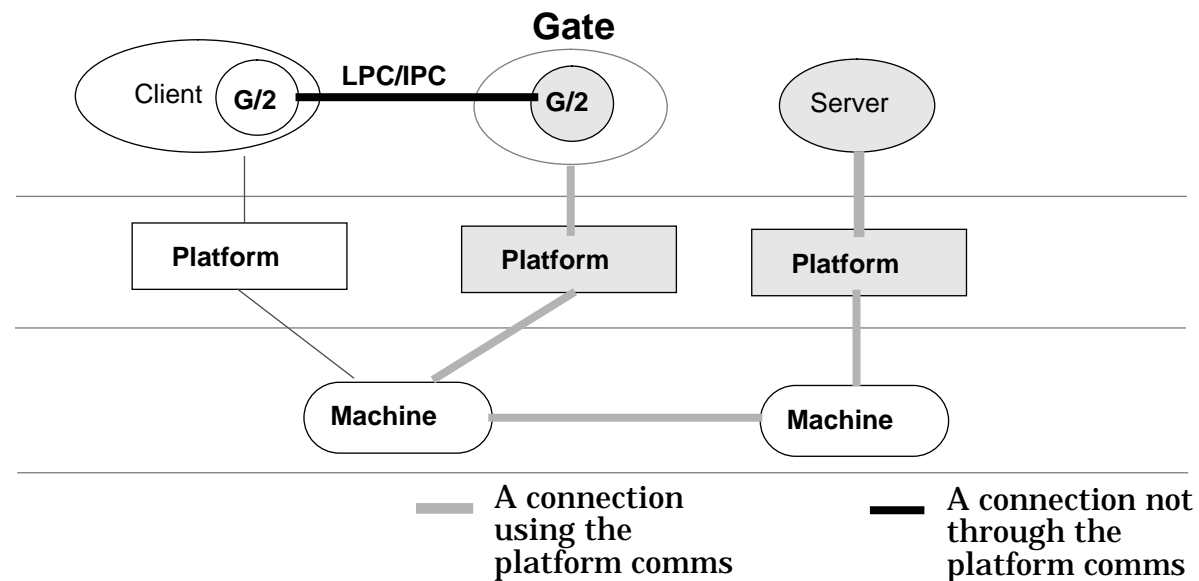 Gate
LPC/IPC
Client
G/2
G/2
Server
Platform
Platform
Platform
Machine
Machine
A connection
using the
platform comms
A connection not
through the
platform comms